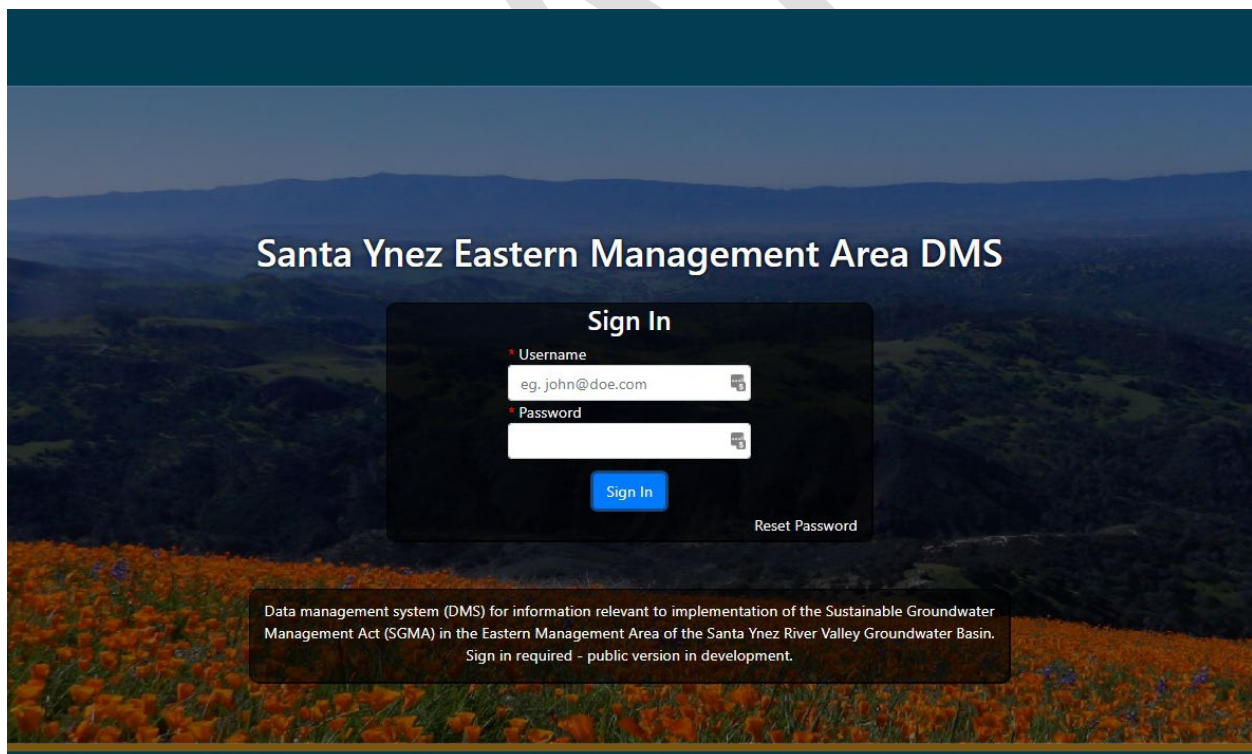 Santa Ynez Eastern Management Area DMS
Sign In
* Username
eg. john@doe.com
* Password
Sign In
Reset Password
Data management system (DMS) for information relevant to implementation of the Sustainable Groundwater
Management Act (SGMA) in the Eastern Management Area of the Santa Ynez River Valley Groundwater Basin.
Sign in required - public version in development.